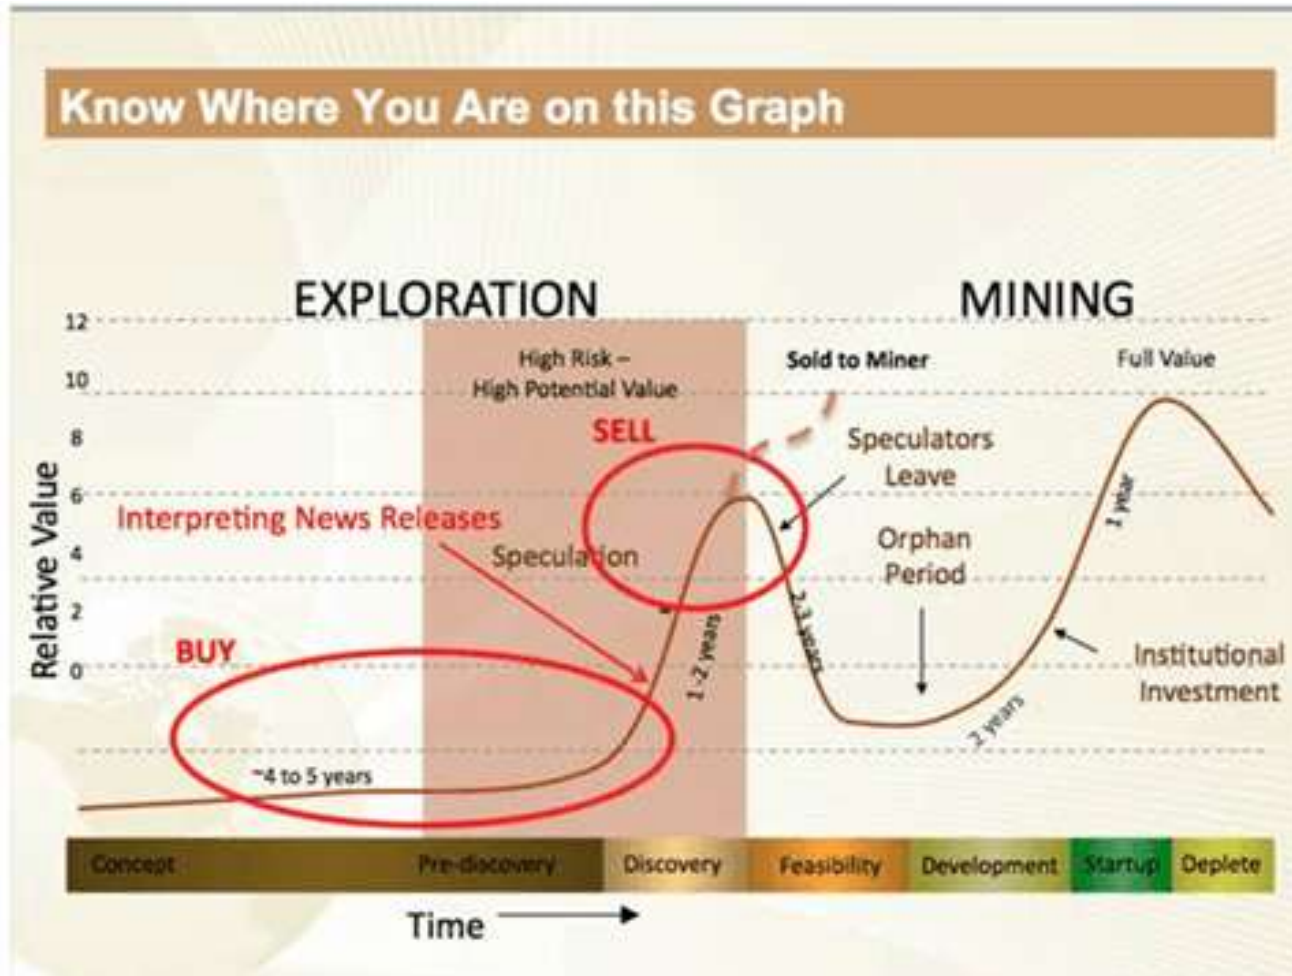 Know Where You Are on this Graph
EXPLORATION
MINING
12
10
8
6
4
2
0
Relative Value
High Risk –
High Potential Value
Sold to Miner
Full Value
SELL
Speculators
Leave
Interpreting News Releases
Speculation
Orphan
Period
1 year
BUY
1-2 years
2-3 years
Institutional
Investment
2 years
~4 to 5 years
Concept
Pre-discovery
Discovery
Feasibility
Development
Startup
Deplete
Time